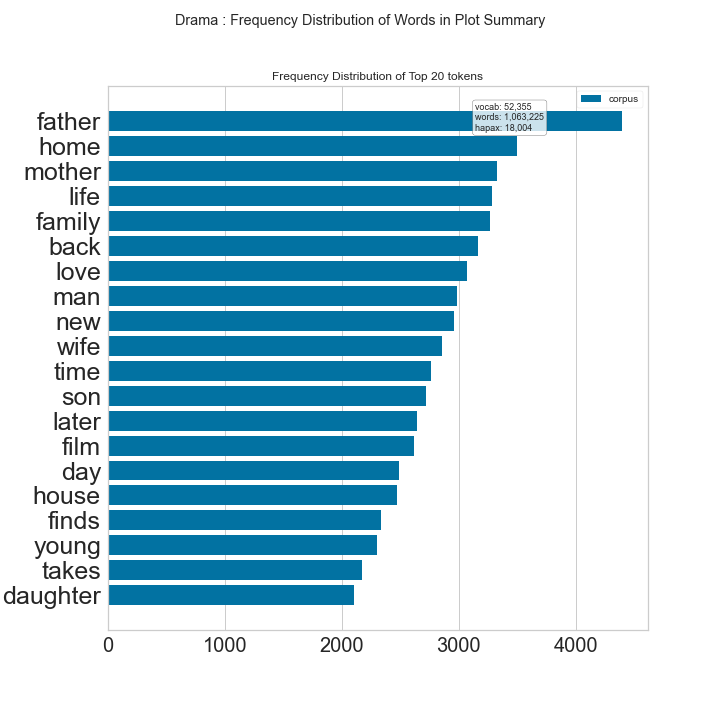 Drama : Frequency Distribution of Words in Plot Summary
Frequency Distribution of Top 20 tokens
corpus
vocab: 52,355
words: 1,063,225
hapax: 18,004
father
home
mother
life
family
back
love
man
new
wife
time
son
later
film
day
house
finds
young
takes
daughter
0 1000 2000 3000 4000